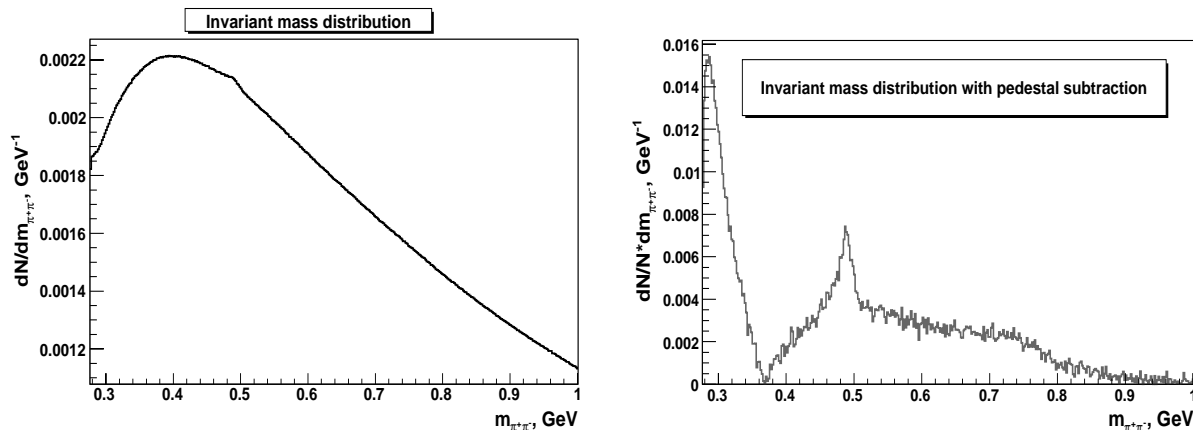 Invariant mass distribution
dN/dm π⁺π⁻, GeV⁻¹
0.0022
0.002
0.0018
0.0016
0.0014
0.0012
0.3 0.4 0.5 0.6 0.7 0.8 0.9 1
m π⁺π⁻, GeV
Invariant mass distribution with pedestal subtraction
dN/N*dm π⁺π⁻, GeV⁻¹
0.016
0.014
0.012
0.01
0.008
0.006
0.004
0.002
0
0.3 0.4 0.5 0.6 0.7 0.8 0.9 1
m π⁺π⁻, GeV